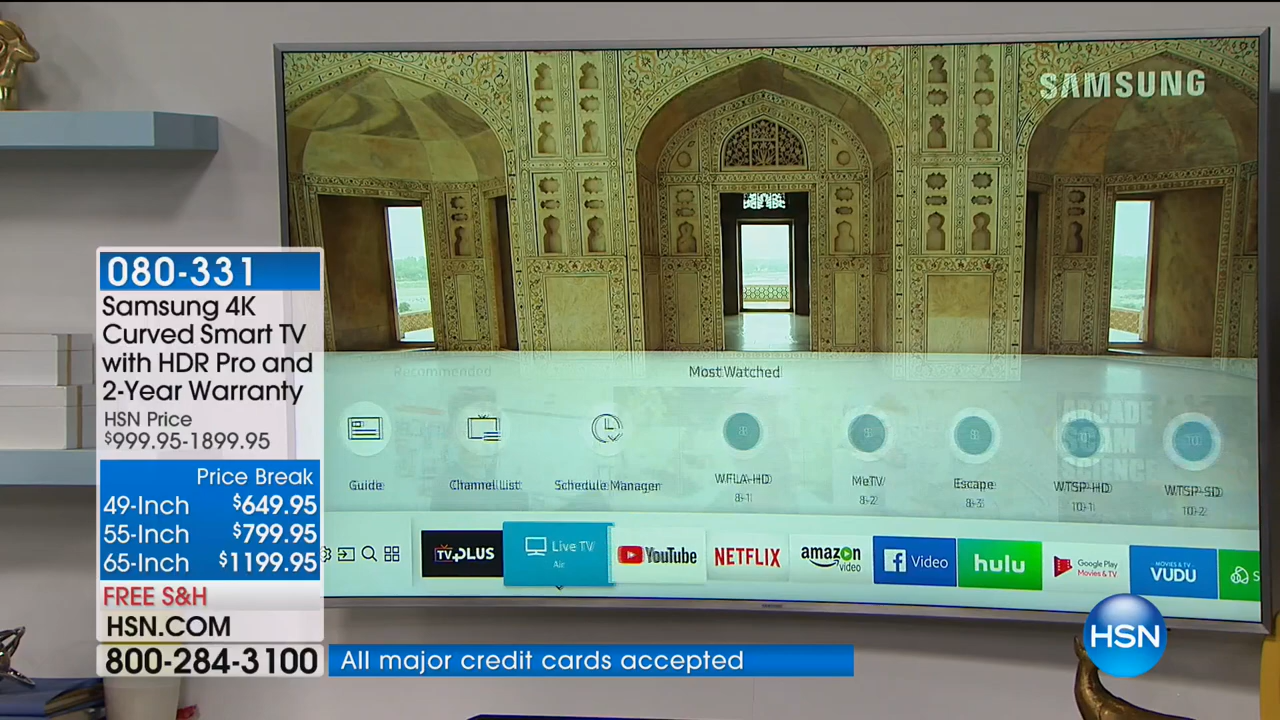 SAMSUNG
080-331
Samsung 4K
Curved Smart TV
with HDR Pro and
2-Year Warranty
HSN Price
$999.95-1899.95
Price Break
49-Inch $649.95
55-Inch $799.95
65-Inch $1199.95
FREE S&H
HSN.COM
800-284-3100
All major credit cards accepted
HSN
Recommended
Most Watched
Guide
Channel List
Schedule Manager
WFLA-HD
8-1
MeTV
8-2
Escape
8-3
WTSP-HD
10-1
WTSP-SD
10-2
TV PLUS
Live TV
Air
YouTube
NETFLIX
amazon video
f Video
hulu
Google Play
Movies & TV
MOVIES & TV
VUDU